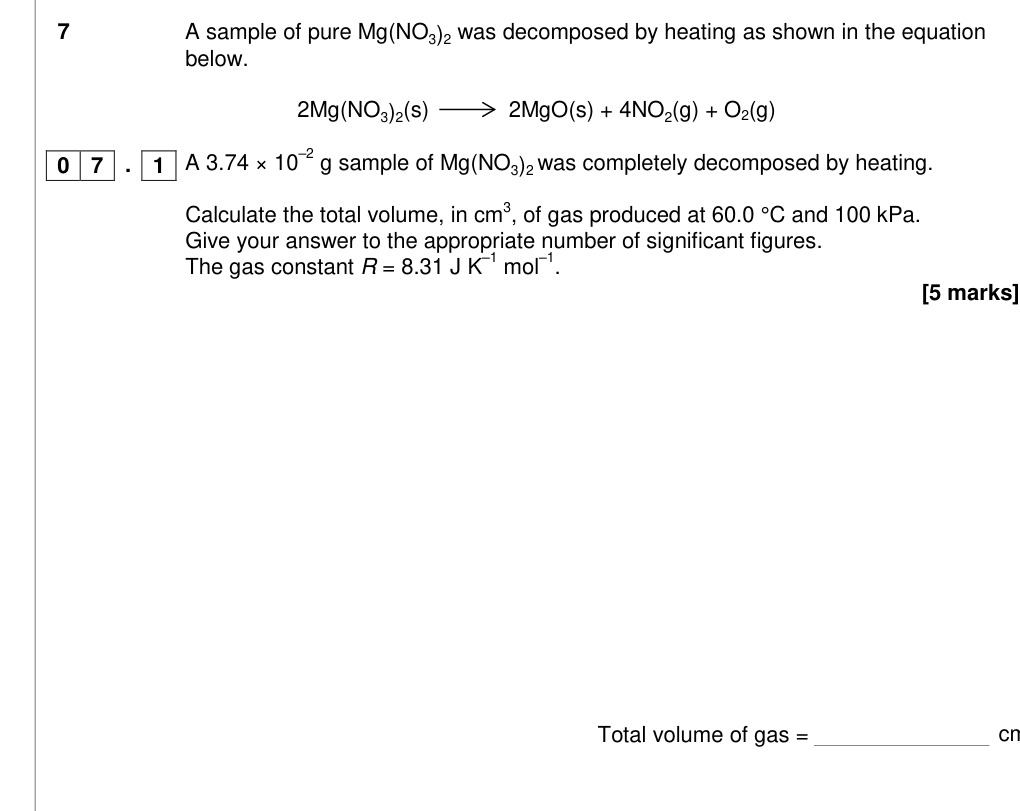 7 A sample of pure Mg(NO₃)₂ was decomposed by heating as shown in the equation
below.
2Mg(NO₃)₂(s) ⟶ 2MgO(s) + 4NO₂(g) + O₂(g)
0 7 . 1 A 3.74 × 10⁻² g sample of Mg(NO₃)₂ was completely decomposed by heating.
Calculate the total volume, in cm³, of gas produced at 60.0 °C and 100 kPa.
Give your answer to the appropriate number of significant figures.
The gas constant R = 8.31 J K⁻¹ mol⁻¹.
[5 marks]
Total volume of gas =